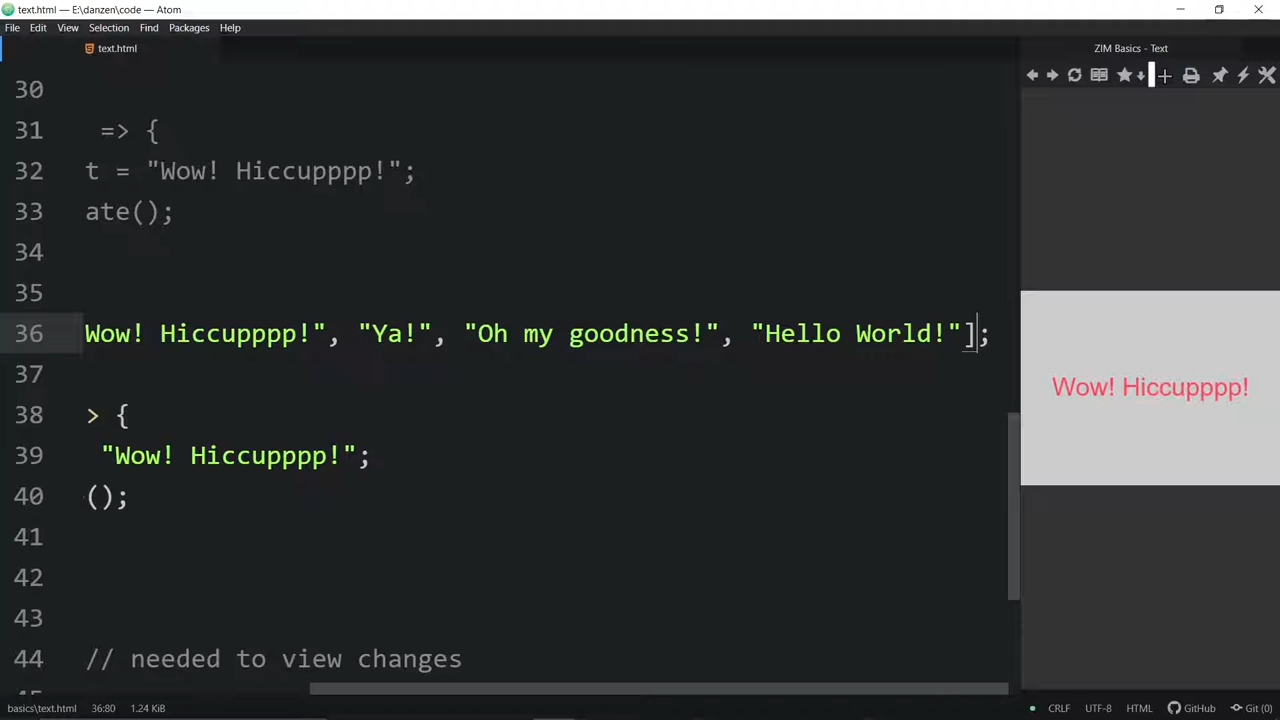 text.html — E:\danzen\code — Atom
File Edit View Selection Find Packages Help
text.html
ZIM Basics - Text
30
31 => {
32 t = "Wow! Hiccupppp!";
33 ate();
34
35
36 Wow! Hiccupppp!", "Ya!", "Oh my goodness!", "Hello World!"];
37
38 > {
39 "Wow! Hiccupppp!";
40 ();
41
42
43
44 // needed to view changes
Wow! Hiccupppp!
basics\text.html 36:80 1.24 KiB CRLF UTF-8 HTML GitHub Git (0)